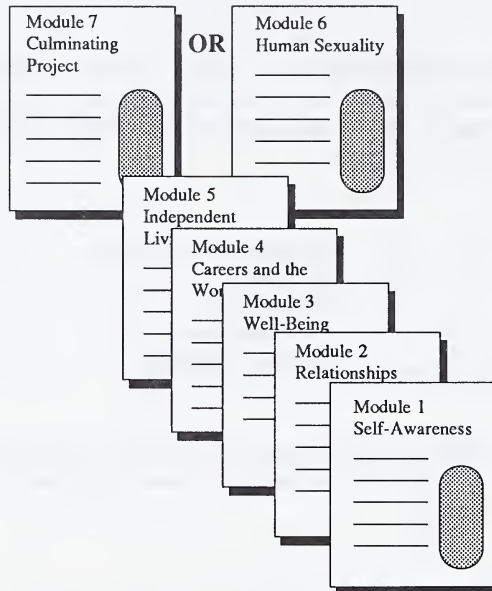 Module 7
Culminating
Project
OR
Module 6
Human Sexuality
Module 5
Independent
Module 4
Careers and the
Module 3
Well-Being
Module 2
Relationships
Module 1
Self-Awareness